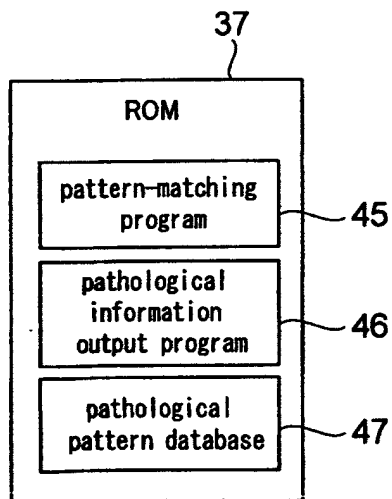 37
ROM
pattern-matching
program
45
pathological
information
output program
46
pathological
pattern database
47